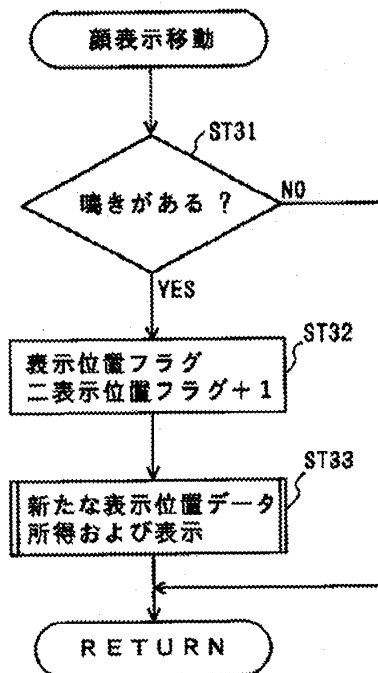 顔表示移動
ST31
鳴きがある?
NO
YES
ST32
表示位置フラグ
二表示位置フラグ+1
ST33
新たな表示位置データ
所得および表示
RETURN